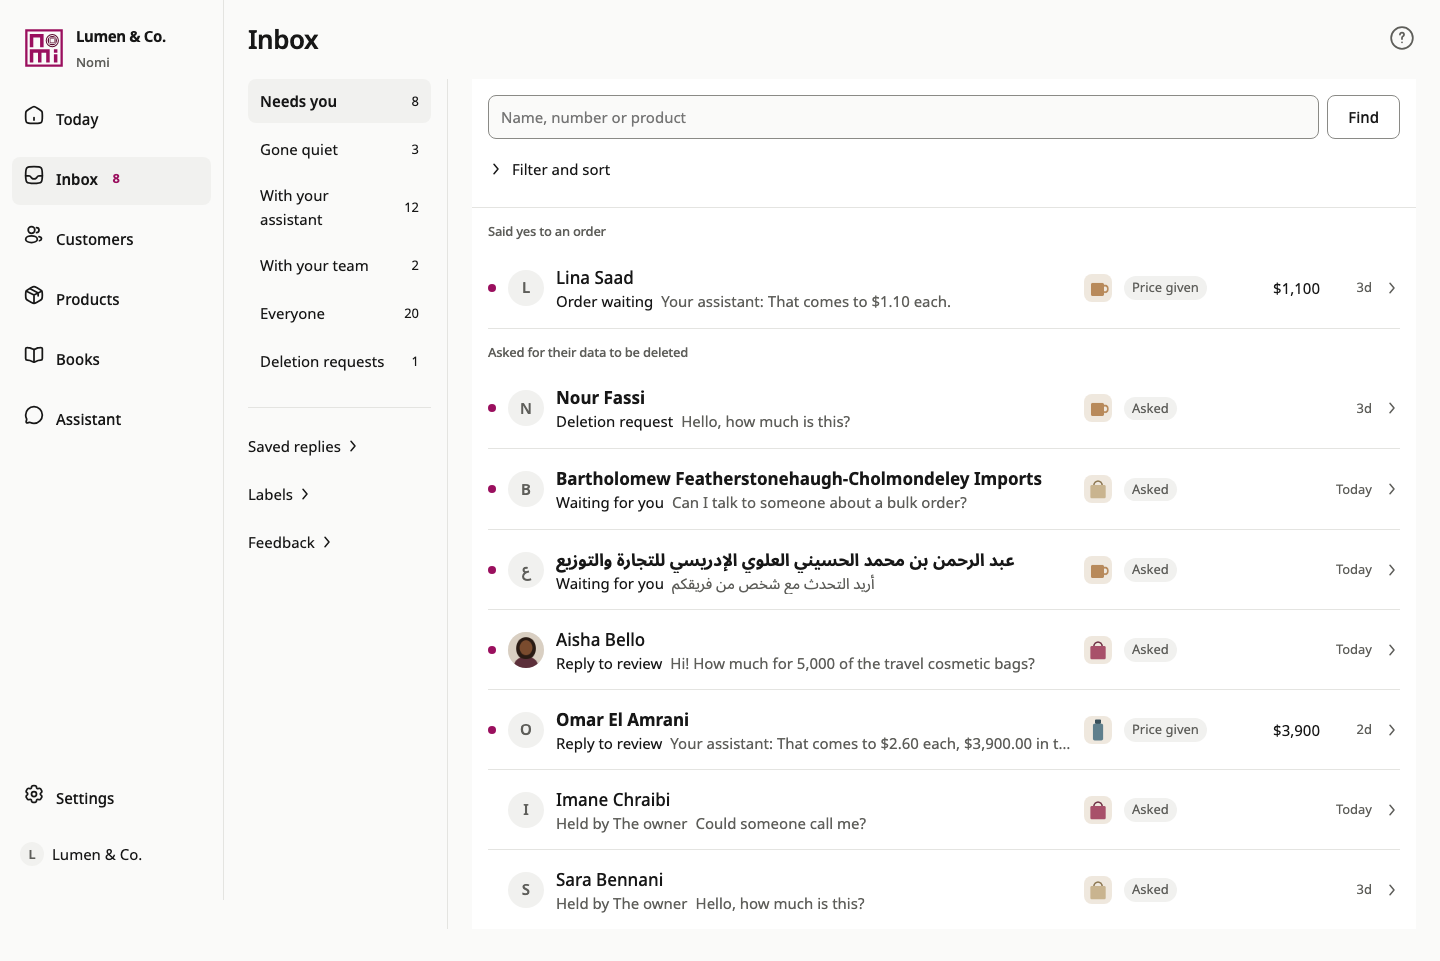 nomi
Lumen & Co.
Nomi
Today
Inbox 8
Customers
Products
Books
Assistant
Settings
L Lumen & Co.
Inbox
?
Needs you 8
Gone quiet 3
With your
assistant 12
With your team 2
Everyone 20
Deletion requests 1
Saved replies
Labels
Feedback
Name, number or product
Find
Filter and sort
Said yes to an order
L
Lina Saad
Order waiting Your assistant: That comes to $1.10 each.
Price given $1,100 3d
Asked for their data to be deleted
N
Nour Fassi
Deletion request Hello, how much is this?
Asked 3d
B
Bartholomew Featherstonehaugh-Cholmondeley Imports
Waiting for you Can I talk to someone about a bulk order?
Asked Today
ع
عبد الرحمن بن محمد الحسيني العلوي الإدريسي للتجارة والتوزيع
Waiting for you أريد التحدث مع شخص من فريقكم
Asked Today
Aisha Bello
Reply to review Hi! How much for 5,000 of the travel cosmetic bags?
Asked Today
O
Omar El Amrani
Reply to review Your assistant: That comes to $2.60 each, $3,900.00 in t...
Price given $3,900 2d
I
Imane Chraibi
Held by The owner Could someone call me?
Asked Today
S
Sara Bennani
Held by The owner Hello, how much is this?
Asked 3d